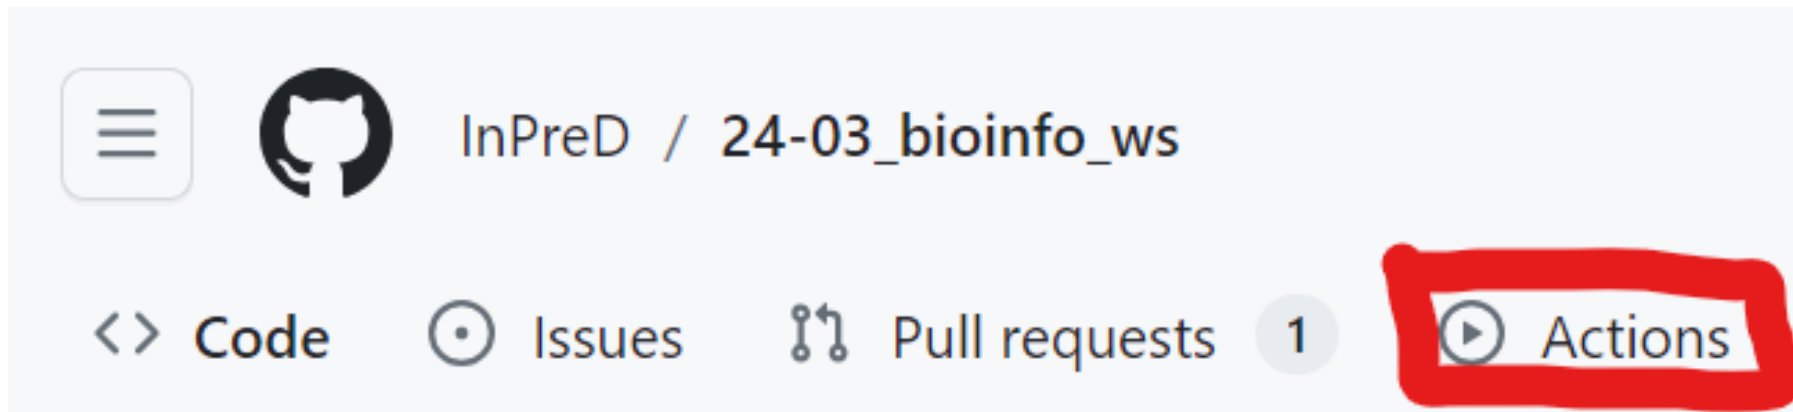 InPreD / 24-03_bioinfo_ws
Code Issues Pull requests 1 Actions